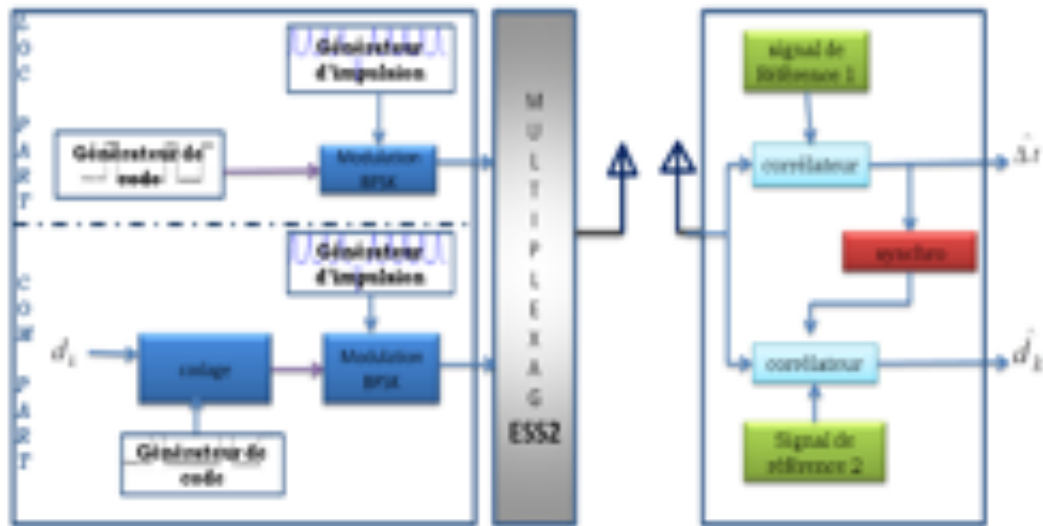 LOC PART
Générateur
d'impulsion
Générateur de
code
Modulation
BPSK
COM PART
Générateur
d'impulsion
d
codage
Modulation
BPSK
Générateur de
code
MULTIPLEXAG
ESS2
signal de
Référence 1
corrélateur
synchro
corrélateur
Signal de
référence 2